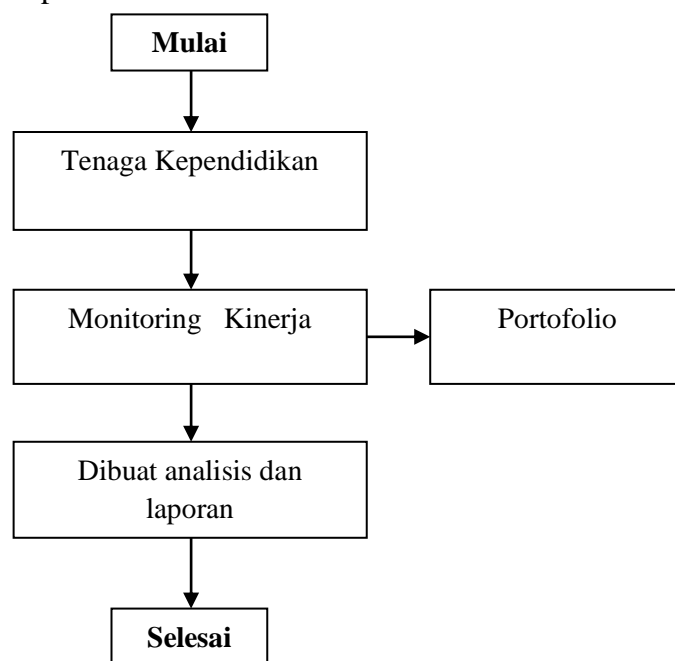 Mulai
Tenaga Kependidikan
Monitoring Kinerja
Portofolio
Dibuat analisis dan
laporan
Selesai